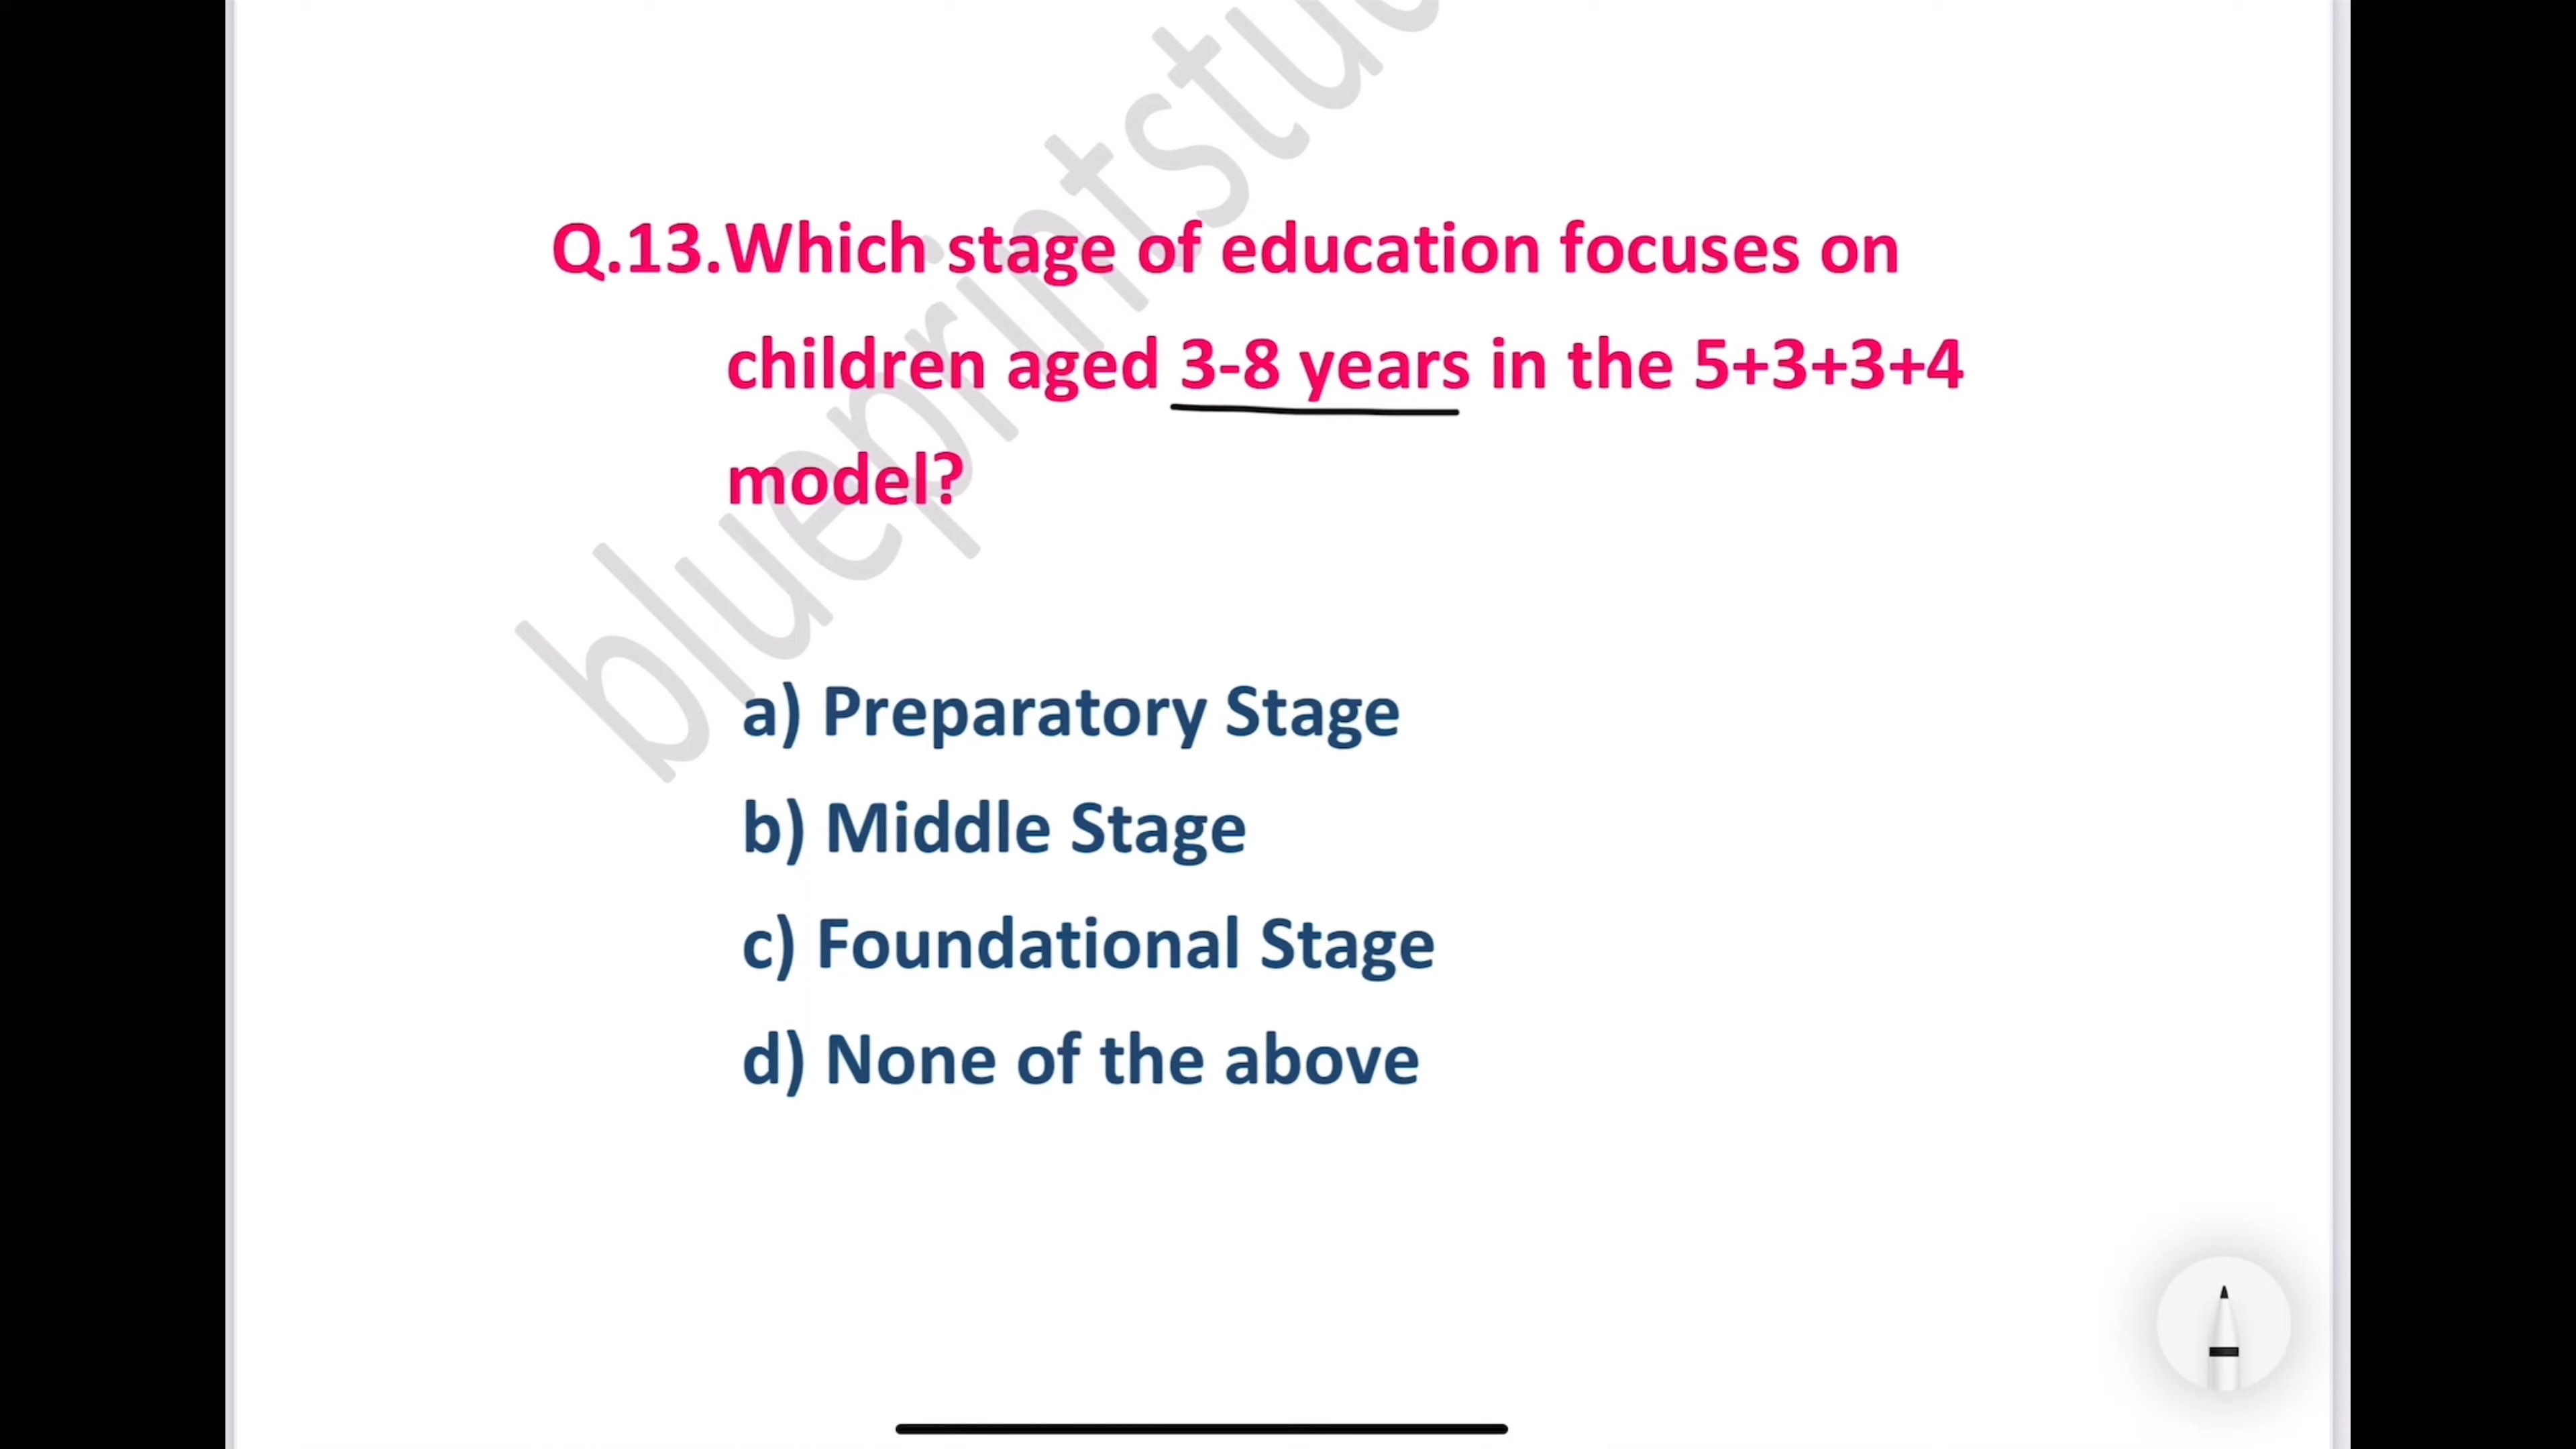 blueprintstu
Q.13.Which stage of education focuses on
children aged 3-8 years in the 5+3+3+4
model?
a) Preparatory Stage
b) Middle Stage
c) Foundational Stage
d) None of the above